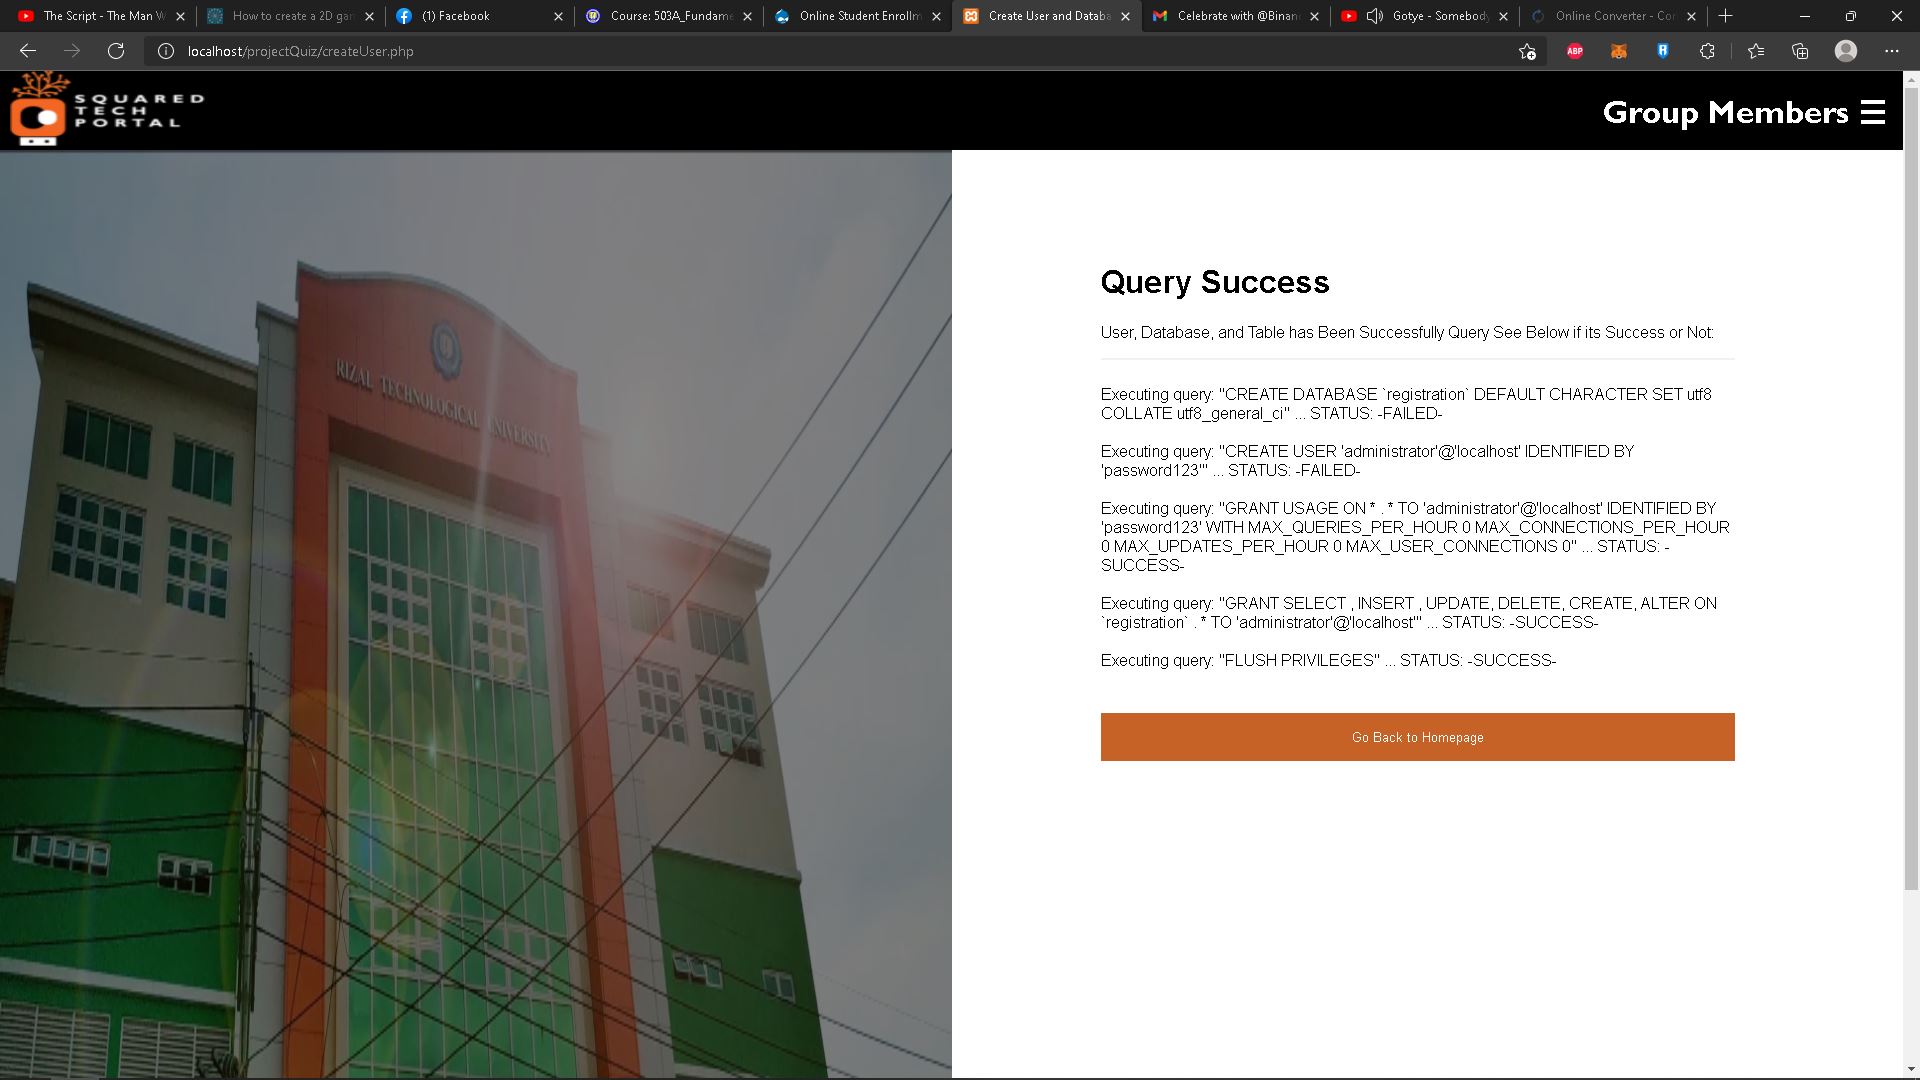 The Script - The Man W
How to create a 2D gam
(1) Facebook
Course: 503A_Fundame
Online Student Enrollm
Create User and Databa
Celebrate with @Binanc
Gotye - Somebody
Online Converter - Con
localhost/projectQuiz/createUser.php
ABP
SQUARED
TECH
PORTAL
Group Members
RIZAL TECHNOLOGICAL UNIVERSITY
Query Success
User, Database, and Table has Been Successfully Query See Below if its Success or Not:
Executing query: "CREATE DATABASE `registration` DEFAULT CHARACTER SET utf8
COLLATE utf8_general_ci" ... STATUS: -FAILED-
Executing query: "CREATE USER 'administrator'@'localhost' IDENTIFIED BY
'password123'" ... STATUS: -FAILED-
Executing query: "GRANT USAGE ON * . * TO 'administrator'@'localhost' IDENTIFIED BY
'password123' WITH MAX_QUERIES_PER_HOUR 0 MAX_CONNECTIONS_PER_HOUR
0 MAX_UPDATES_PER_HOUR 0 MAX_USER_CONNECTIONS 0" ... STATUS: -
SUCCESS-
Executing query: "GRANT SELECT , INSERT , UPDATE, DELETE, CREATE, ALTER ON
`registration` . * TO 'administrator'@'localhost'" ... STATUS: -SUCCESS-
Executing query: "FLUSH PRIVILEGES" ... STATUS: -SUCCESS-
Go Back to Homepage